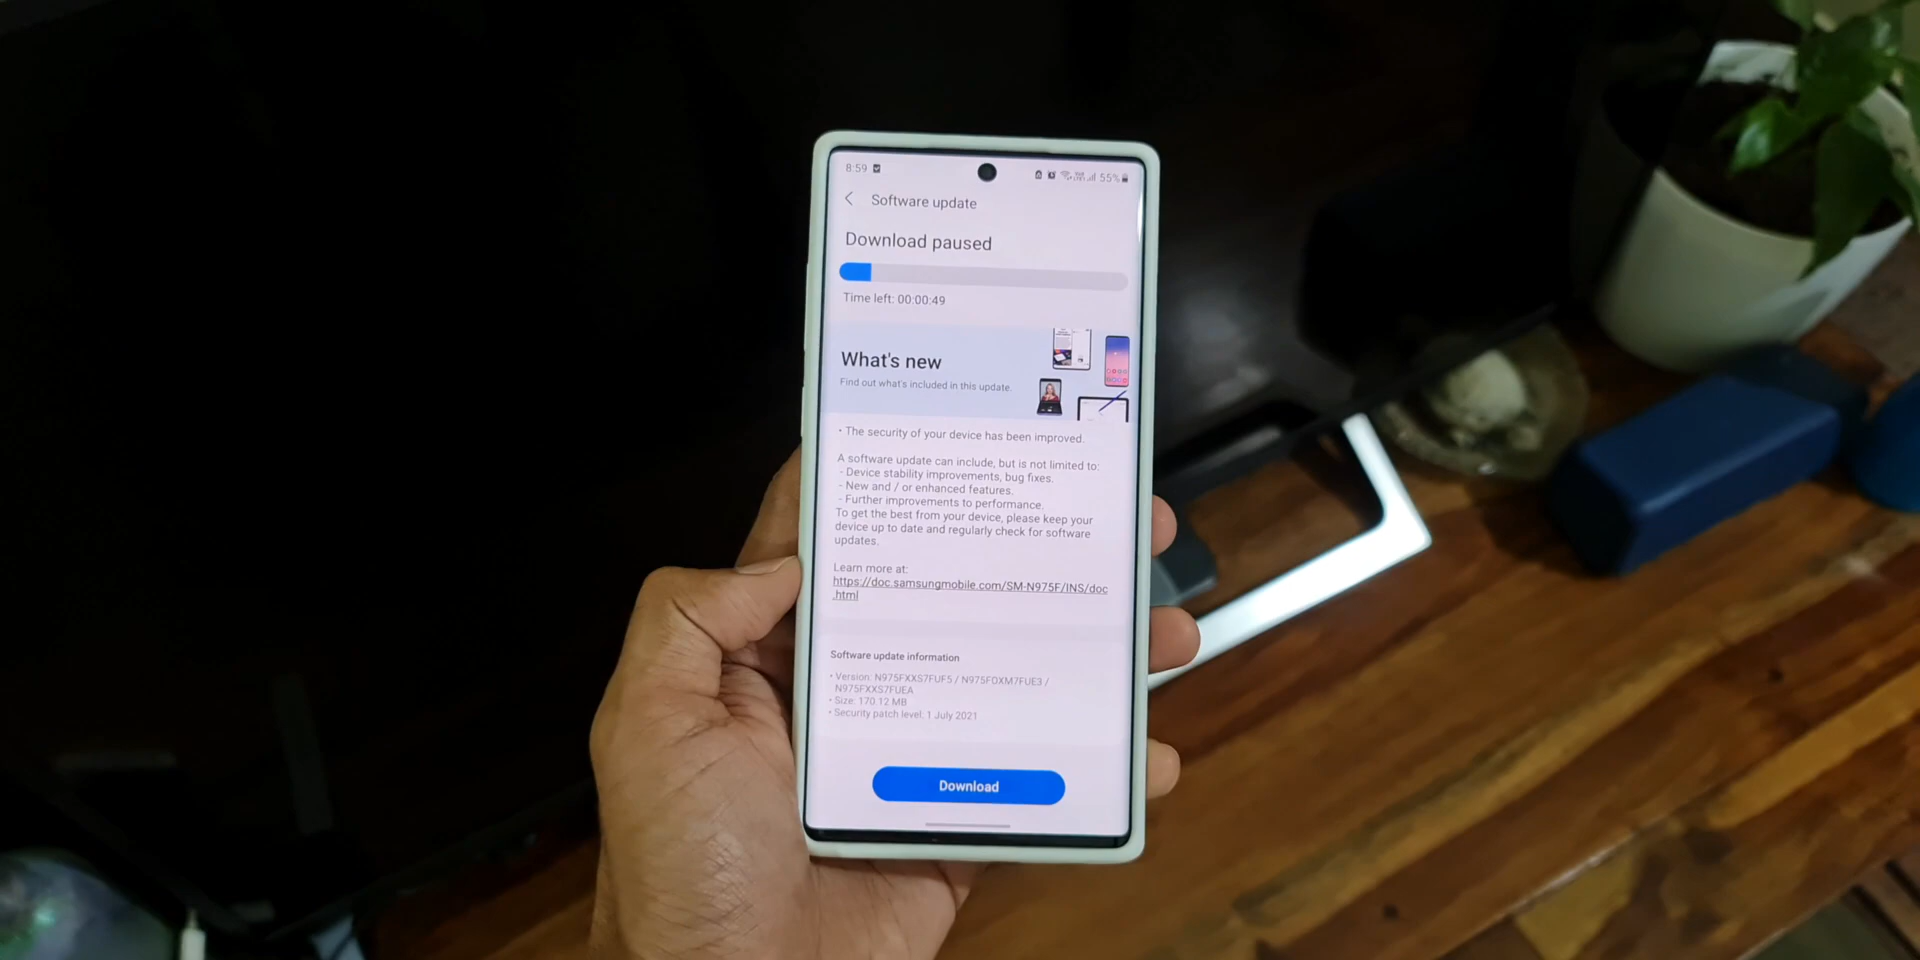 8:59 55%
Software update
Download paused
Time left: 00:00:49
What's new
Find out what's included in this update.
• The security of your device has been improved.
A software update can include, but is not limited to:
- Device stability improvements, bug fixes.
- New and / or enhanced features.
- Further improvements to performance.
To get the best from your device, please keep your
device up to date and regularly check for software
updates.
Learn more at:
https://doc.samsungmobile.com/SM-N975F/INS/doc
.html
Software update information
• Version: N975FXXS7FUF5 / N975FOXM7FUE3 /
N975FXXS7FUEA
• Size: 170.12 MB
• Security patch level: 1 July 2021
Download